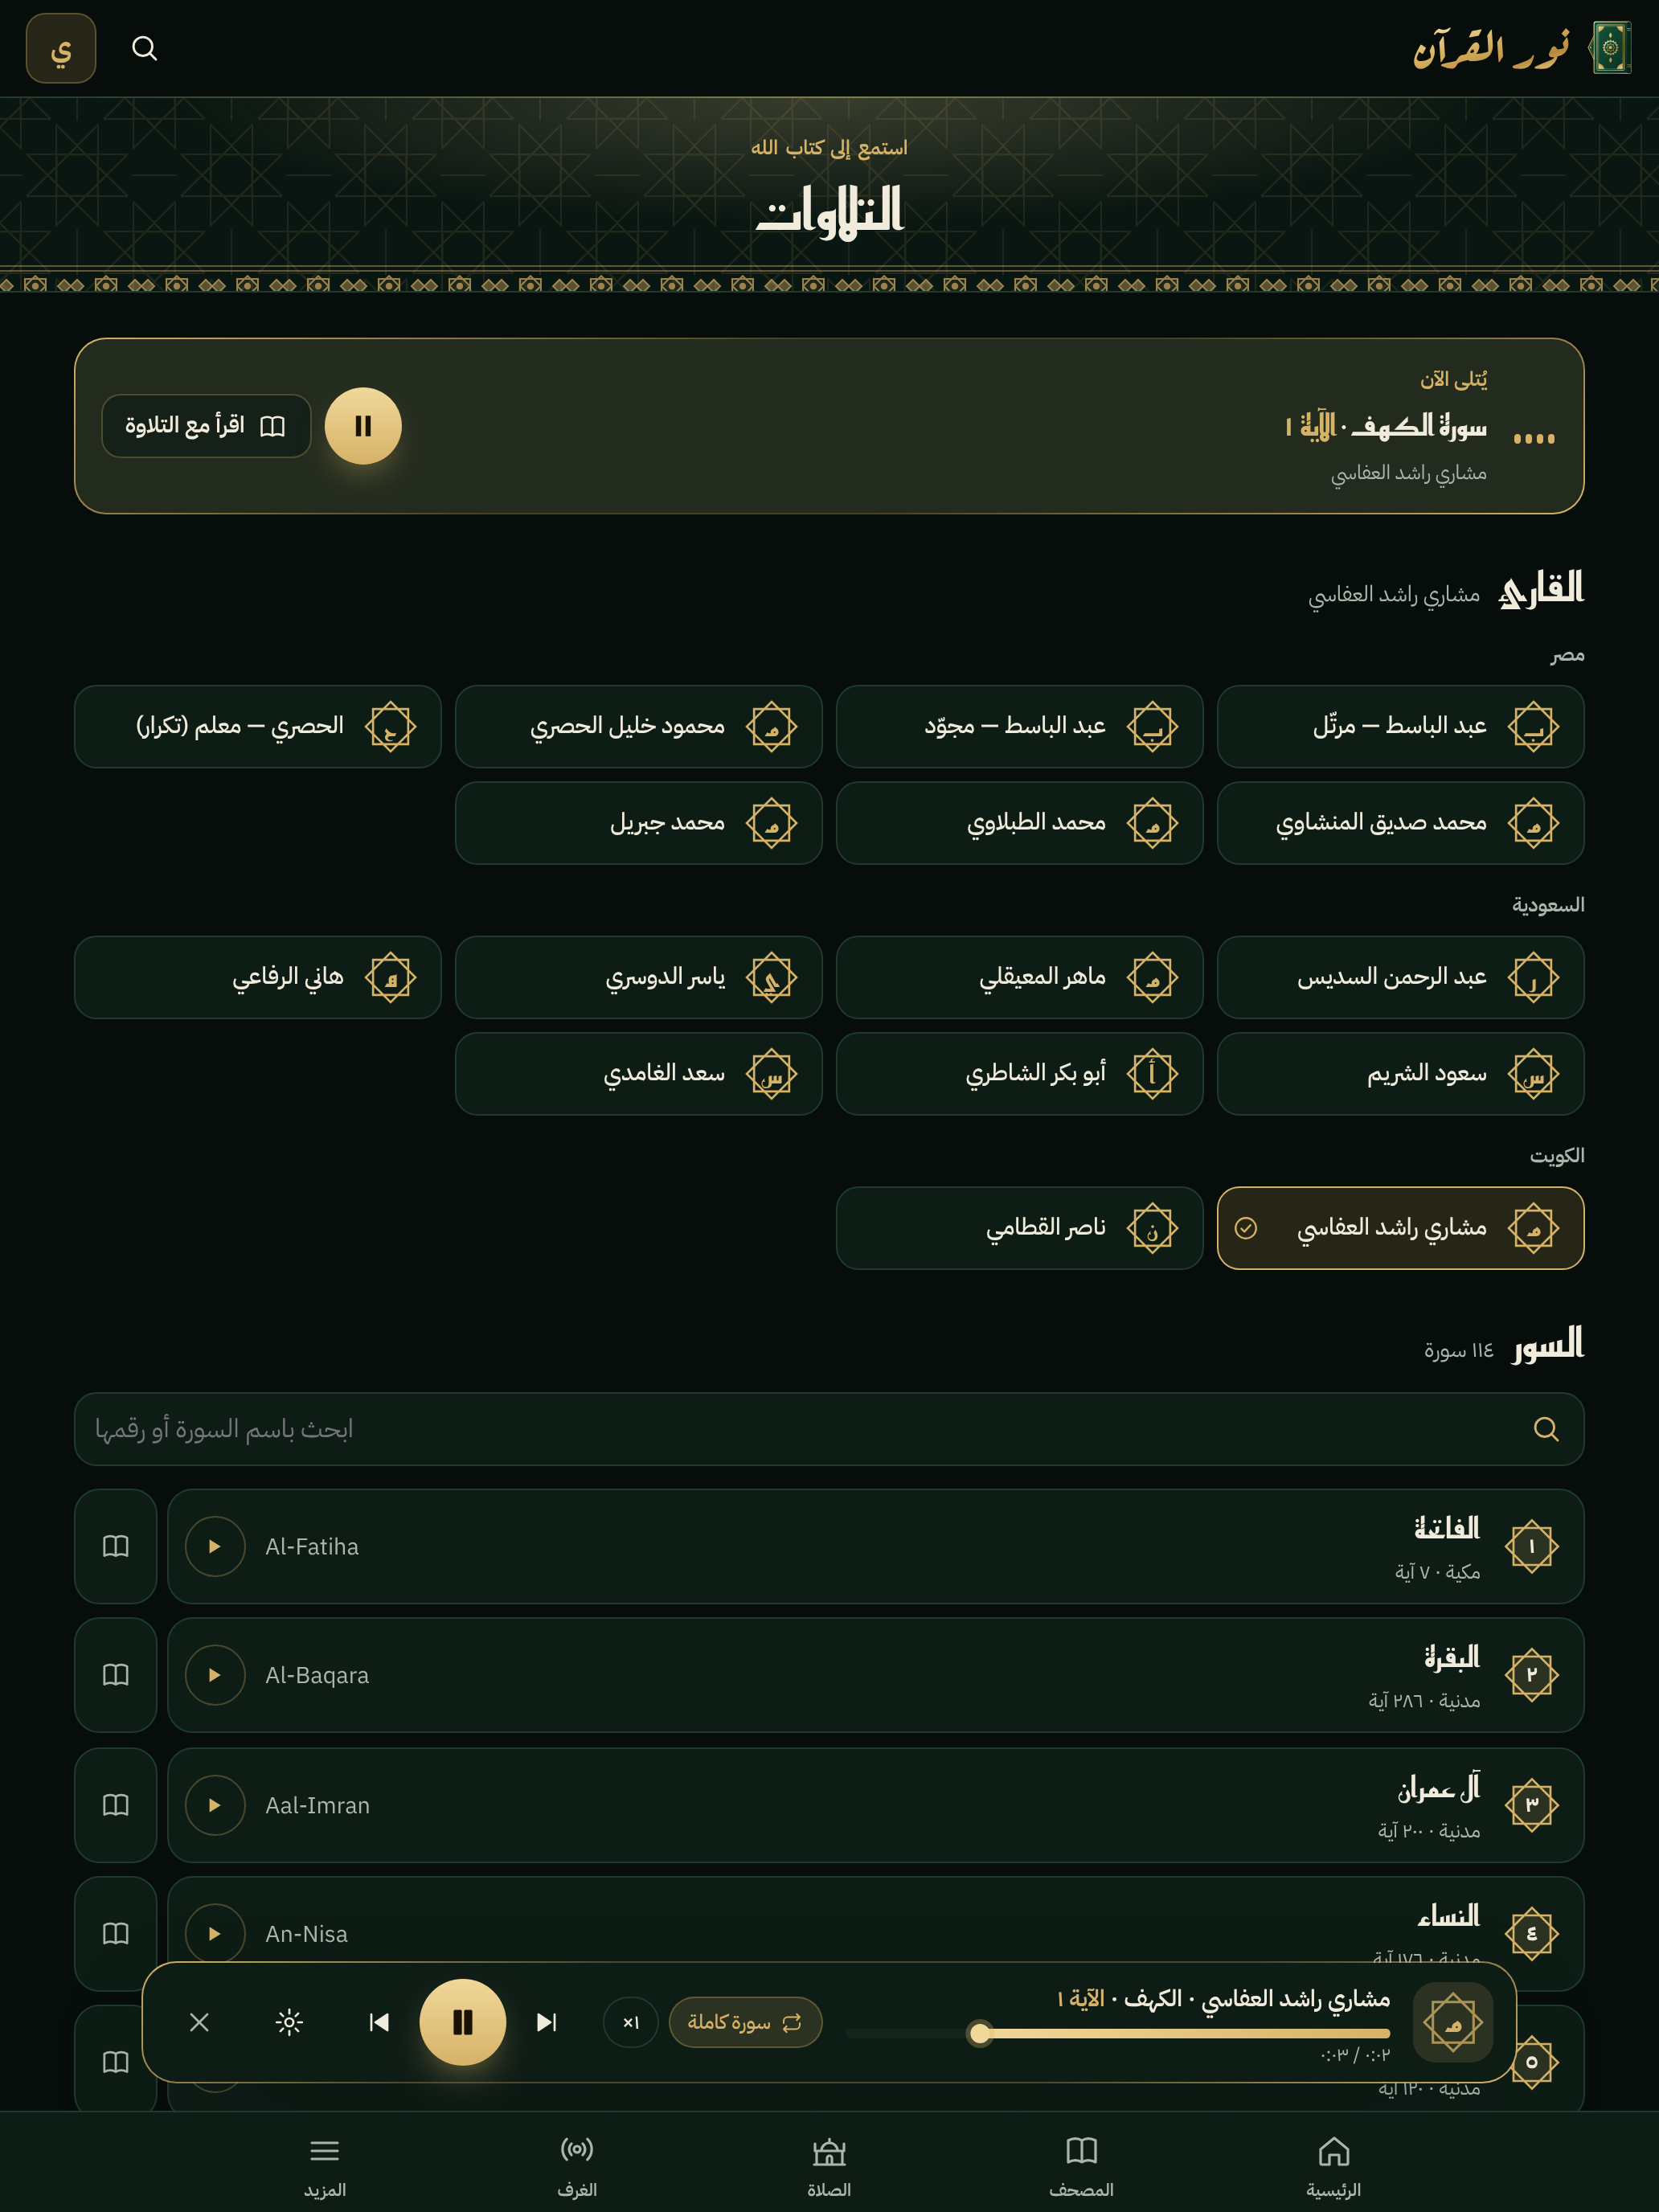 نور القرآن
ي
استمع إلى كتاب الله
التلاوات
يُتلى الآن
سورة الكهف · الآية ١
مشاري راشد العفاسي
اقرأ مع التلاوة
القارئ مشاري راشد العفاسي
مصر
ب عبد الباسط — مرتّل
ب عبد الباسط — مجوّد
م محمود خليل الحصري
ح الحصري — معلم (تكرار)
م محمد صديق المنشاوي
م محمد الطبلاوي
م محمد جبريل
السعودية
ر عبد الرحمن السديس
م ماهر المعيقلي
ي ياسر الدوسري
ه هاني الرفاعي
س سعود الشريم
أ أبو بكر الشاطري
س سعد الغامدي
الكويت
م مشاري راشد العفاسي
ن ناصر القطامي
السور ١١٤ سورة
ابحث باسم السورة أو رقمها
١ الفاتحة Al-Fatiha
مكية · ٧ آية
٢ البقرة Al-Baqara
مدنية · ٢٨٦ آية
٣ آل عمران Aal-Imran
مدنية · ٢٠٠ آية
٤ النساء An-Nisa
مدنية · ١٧٦ آية
م مشاري راشد العفاسي · الكهف · الآية ١
٠:٠٢ / ٠:٠٣
سورة كاملة
١×
٥
مدنية · ١٢٠ آية
الرئيسية
المصحف
الصلاة
الغرف
المزيد